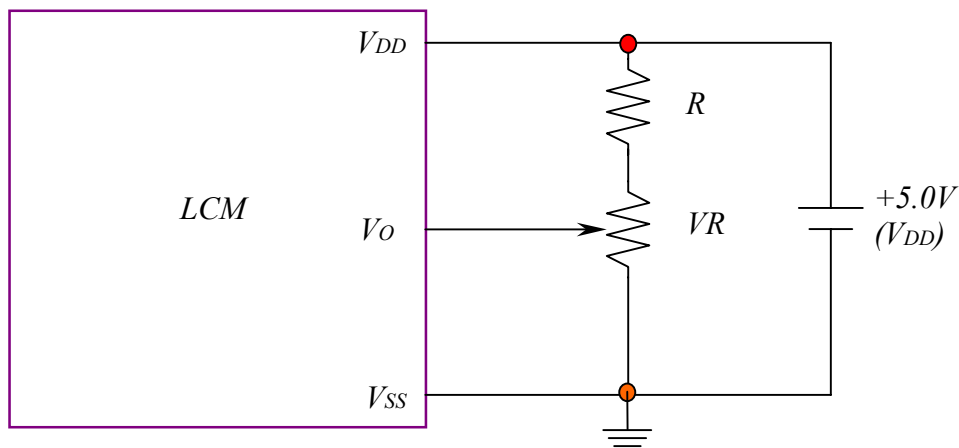 VDD
R
LCM
VO
VR
+5.0V
(VDD)
VSS